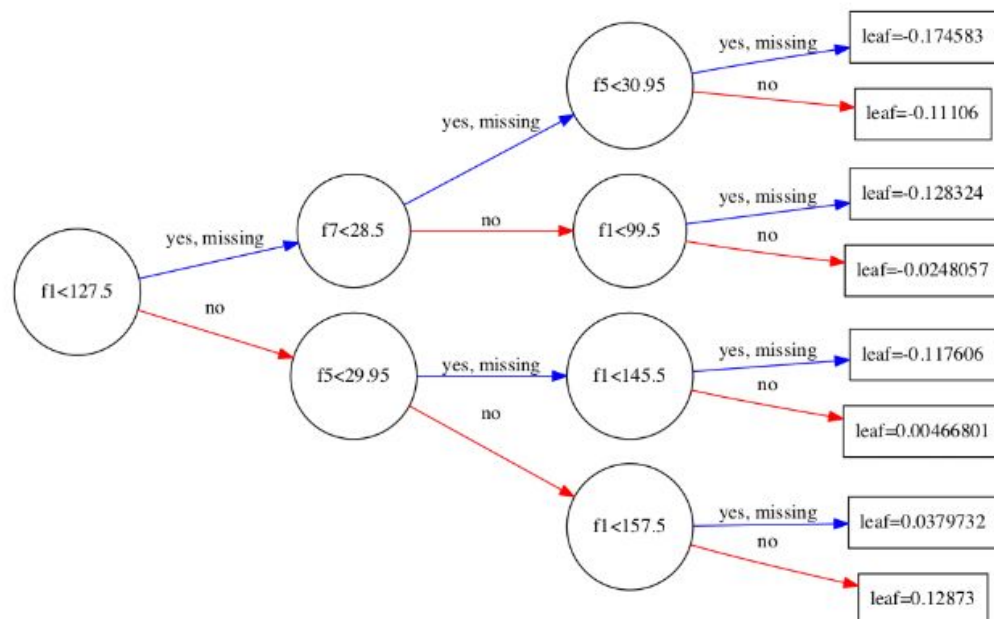 yes, missing
leaf=-0.174583
f5<30.95
no
leaf=-0.11106
yes, missing
yes, missing
leaf=-0.128324
f7<28.5
no
f1<99.5
no
yes, missing
leaf=-0.0248057
f1<127.5
no
yes, missing
leaf=-0.117606
f5<29.95
yes, missing
f1<145.5
no
leaf=0.00466801
no
yes, missing
leaf=0.0379732
f1<157.5
no
leaf=0.12873